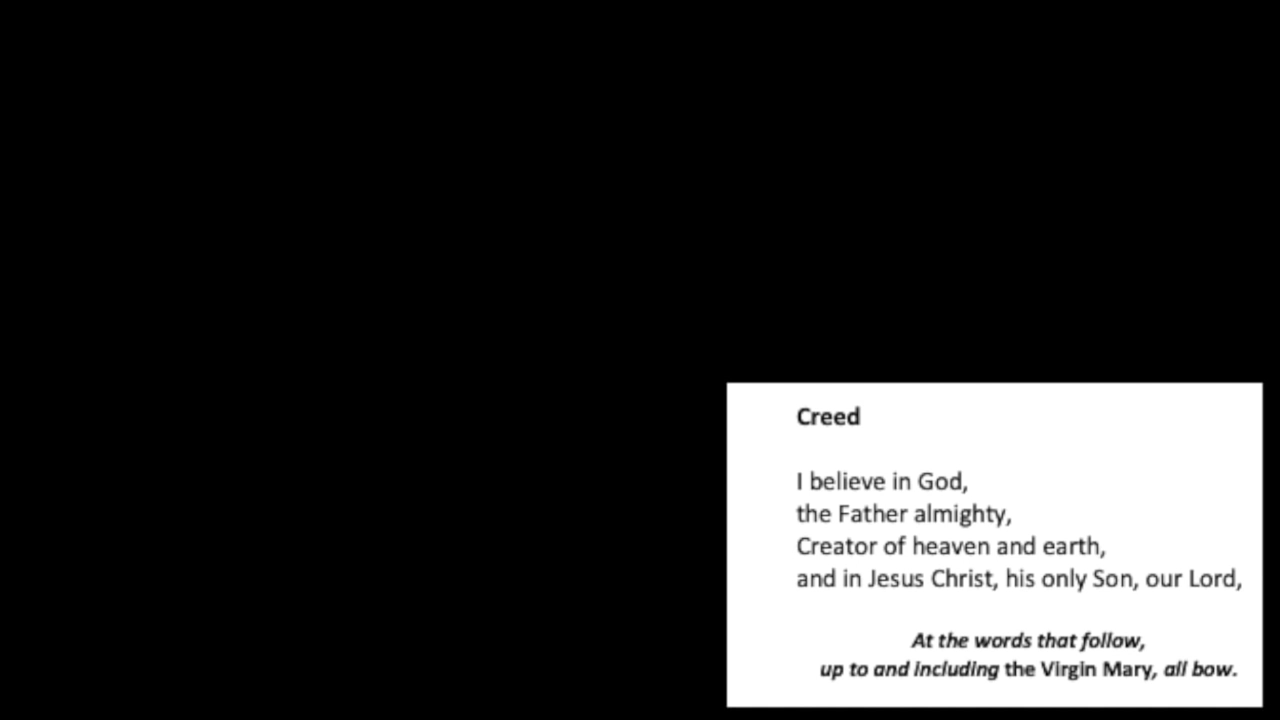 Creed
I believe in God,
the Father almighty,
Creator of heaven and earth,
and in Jesus Christ, his only Son, our Lord,
At the words that follow,
up to and including the Virgin Mary, all bow.